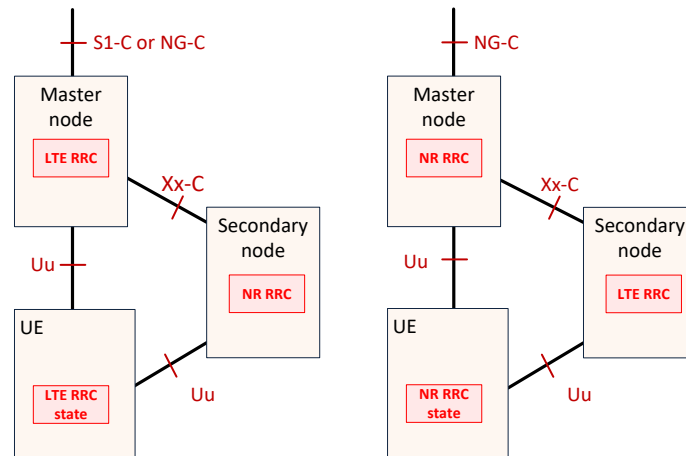 S1-C or NG-C
Master
node
LTE RRC
Xx-C
Secondary
node
NR RRC
Uu
UE
LTE RRC
state
Uu
NG-C
Master
node
NR RRC
Xx-C
Secondary
node
LTE RRC
Uu
UE
NR RRC
state
Uu